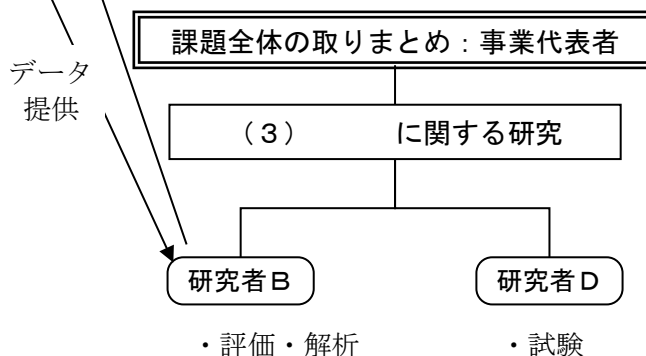 課題全体の取りまとめ：事業代表者
データ
提供
（３）　　　に関する研究
研究者Ｂ
研究者Ｄ
・評価・解析
・試験